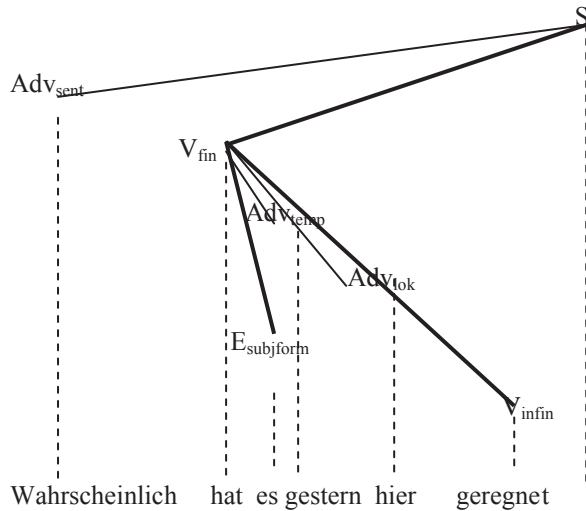 S
Adv_sent
V_fin
Adv_temp
Adv_lok
E_subjform
V_infin
Wahrscheinlich hat es gestern hier geregnet